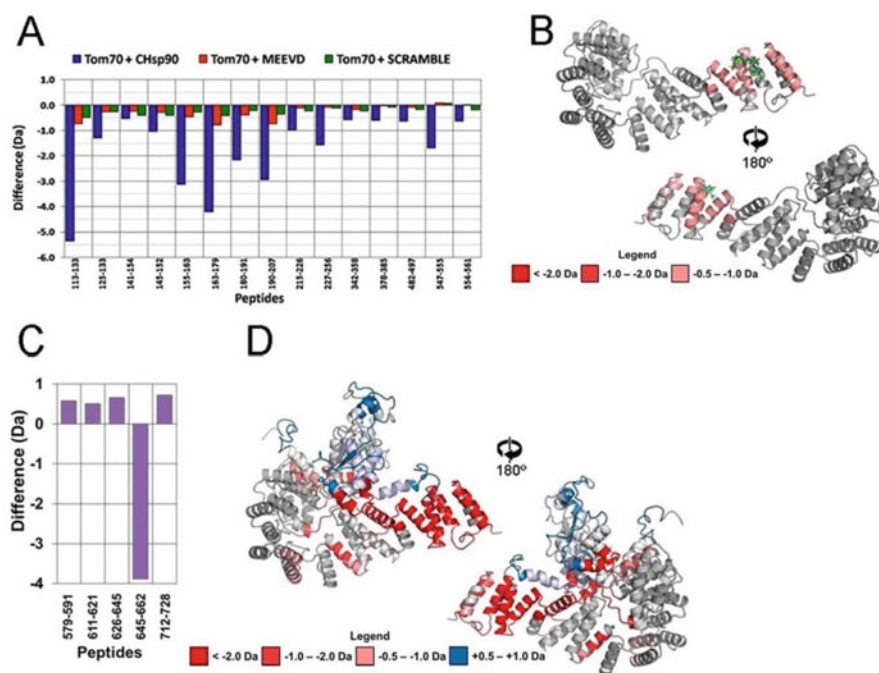 A
Tom70 + CHsp90 Tom70 + MEEVD Tom70 + SCRAMBLE
Difference (Da)
1.0
0.0
-1.0
-2.0
-3.0
-4.0
-5.0
-6.0
113-133
125-133
141-154
145-152
155-163
163-179
180-191
190-207
215-226
227-256
342-358
378-385
482-497
547-555
554-561
Peptides
B
180º
Legend
< -2.0 Da -1.0 – -2.0 Da -0.5 – -1.0 Da
C
Difference (Da)
1
0
-1
-2
-3
-4
579-591
611-621
626-645
645-662
712-728
Peptides
D
180º
Legend
< -2.0 Da -1.0 – -2.0 Da -0.5 – -1.0 Da +0.5 – +1.0 Da